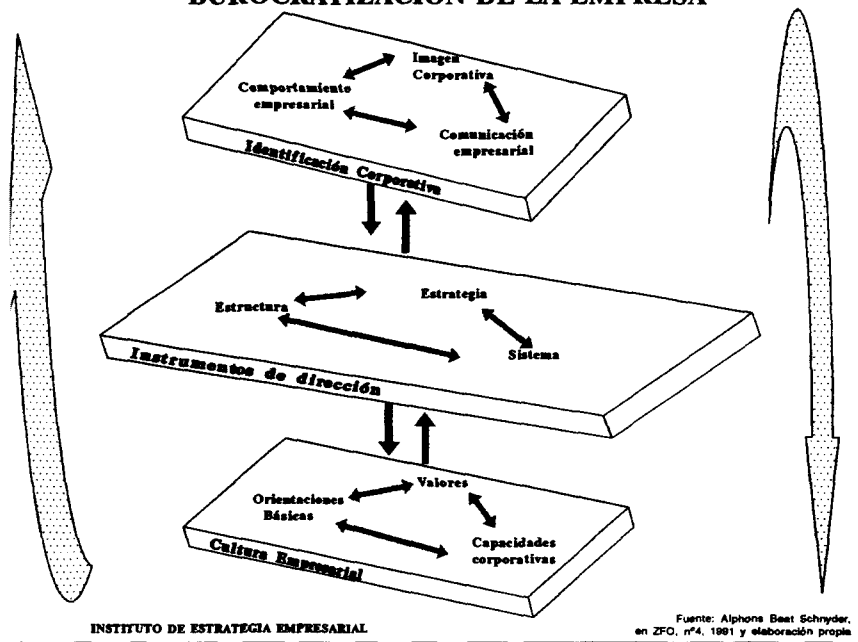 BUROCRATIZACION DE LA EMPRESA
Imagen
Corporativa
Comportamiento
empresarial
Comunicación
empresarial
Identificación Corporativa
Estructura
Estrategia
Sistema
Instrumentos de dirección
Valores
Orientaciones
Básicas
Capacidades
corporativas
Cultura Empresarial
INSTITUTO DE ESTRATEGIA EMPRESARIAL
Fuente: Alphons Beat Schnyder,
en ZFO, nº4, 1991 y elaboración propia